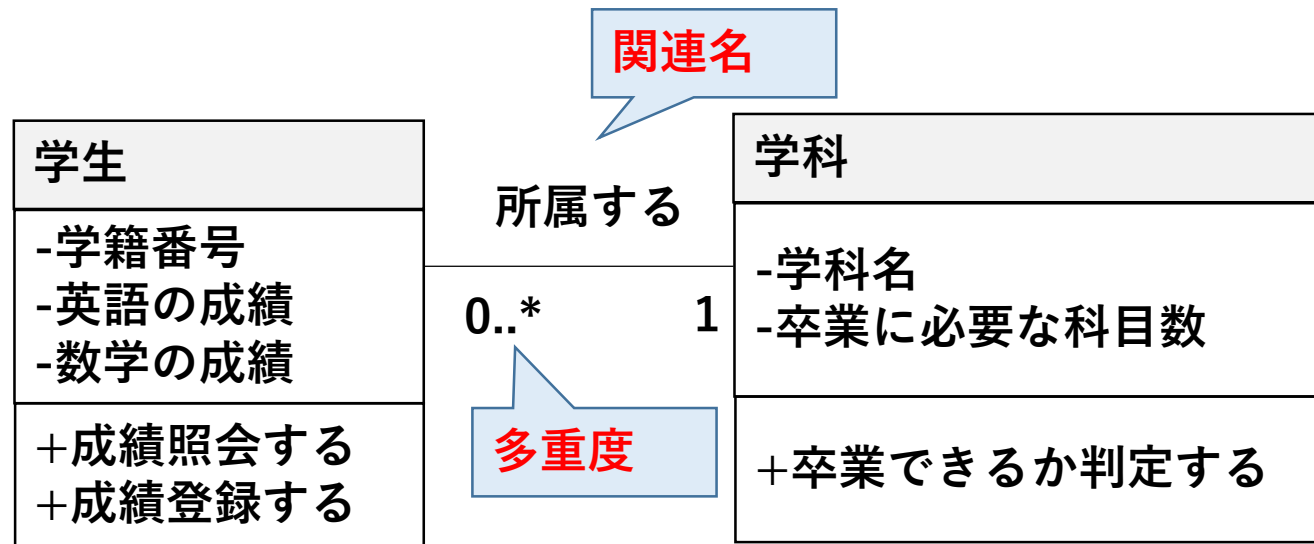 関連名
学生
-学籍番号
-英語の成績
-数学の成績
+成績照会する
+成績登録する
所属する
0..*
1
多重度
学科
-学科名
-卒業に必要な科目数
+卒業できるか判定する